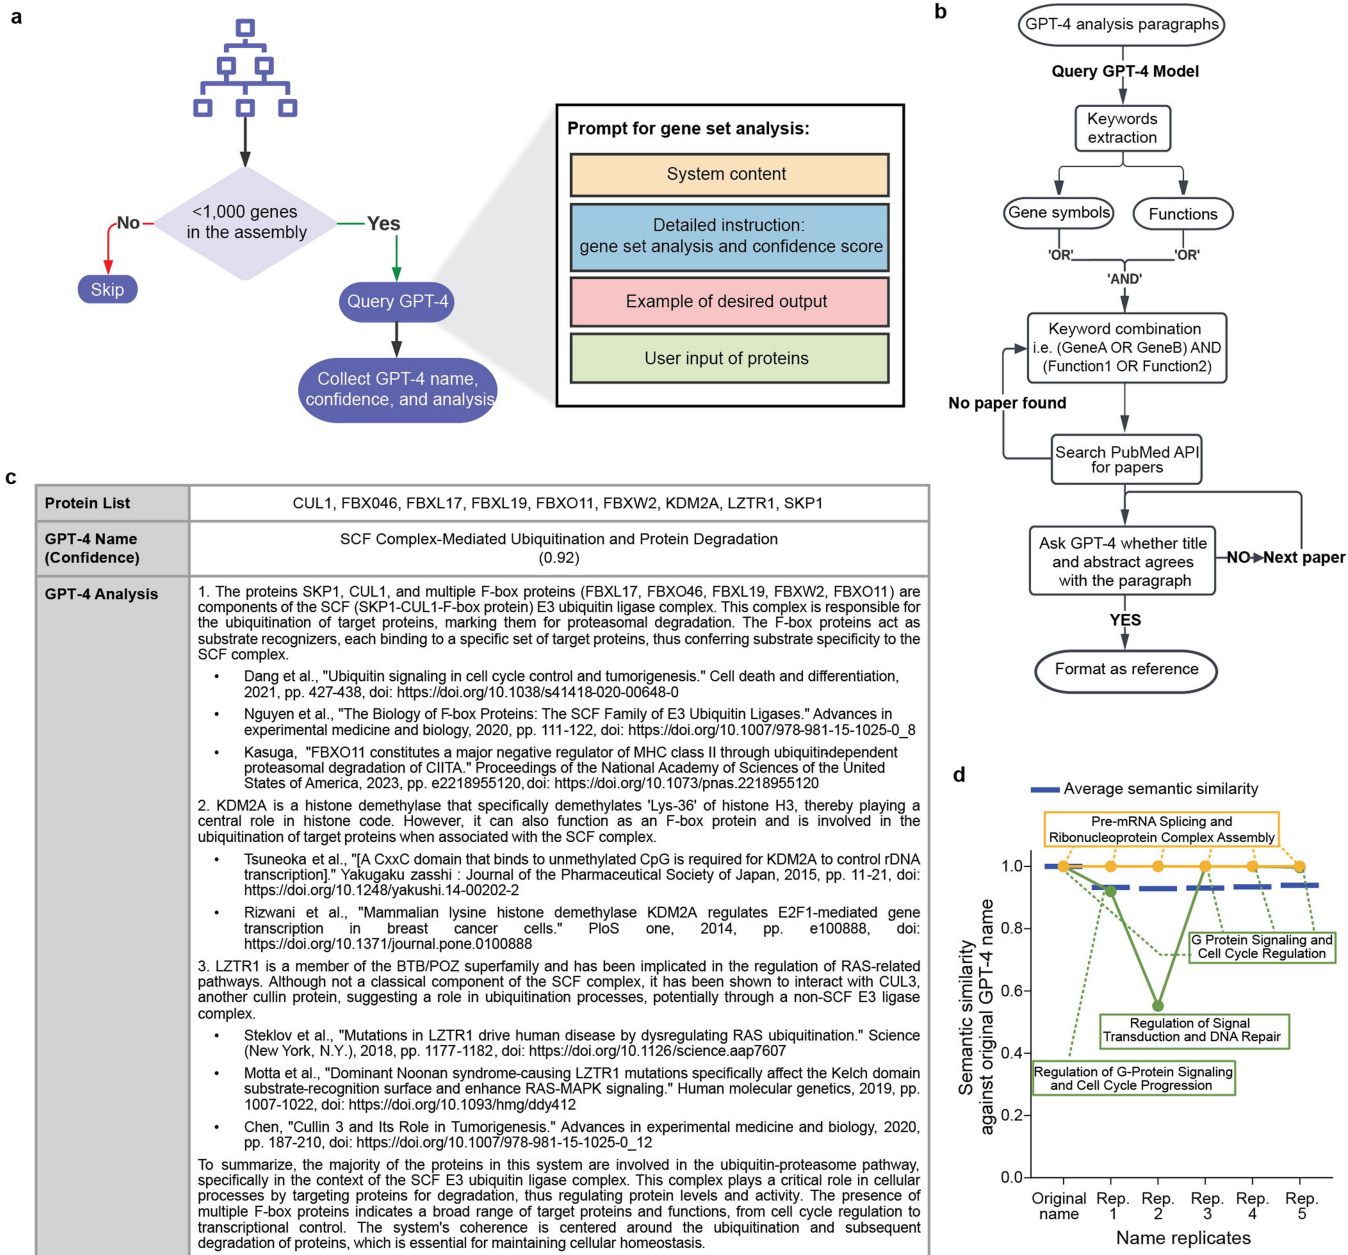 a
<1,000 genes
in the assembly
No
Yes
Skip
Query GPT-4
Collect GPT-4 name,
confidence, and analysis
Prompt for gene set analysis:
System content
Detailed instruction:
gene set analysis and confidence score
Example of desired output
User input of proteins
b
GPT-4 analysis paragraphs
Query GPT-4 Model
Keywords
extraction
Gene symbols
Functions
'OR'
'OR'
'AND'
Keyword combination
i.e. (GeneA OR GeneB) AND
(Function1 OR Function2)
No paper found
Search PubMed API
for papers
Ask GPT-4 whether title
and abstract agrees
with the paragraph
NO
Next paper
YES
Format as reference
c
Protein List
CUL1, FBX046, FBXL17, FBXL19, FBXO11, FBXW2, KDM2A, LZTR1, SKP1
GPT-4 Name
(Confidence)
SCF Complex-Mediated Ubiquitination and Protein Degradation
(0.92)
GPT-4 Analysis
1. The proteins SKP1, CUL1, and multiple F-box proteins (FBXL17, FBXO46, FBXL19, FBXW2, FBXO11) are
components of the SCF (SKP1-CUL1-F-box protein) E3 ubiquitin ligase complex. This complex is responsible for
the ubiquitination of target proteins, marking them for proteasomal degradation. The F-box proteins act as
substrate recognizers, each binding to a specific set of target proteins, thus conferring substrate specificity to the
SCF complex.
• Dang et al., "Ubiquitin signaling in cell cycle control and tumorigenesis." Cell death and differentiation,
2021, pp. 427-438, doi: https://doi.org/10.1038/s41418-020-00648-0
• Nguyen et al., "The Biology of F-box Proteins: The SCF Family of E3 Ubiquitin Ligases." Advances in
experimental medicine and biology, 2020, pp. 111-122, doi: https://doi.org/10.1007/978-981-15-1025-0_8
• Kasuga, "FBXO11 constitutes a major negative regulator of MHC class II through ubiquitin-dependent
proteasomal degradation of CIITA." Proceedings of the National Academy of Sciences of the United
States of America, 2023, pp. e2218955120, doi: https://doi.org/10.1073/pnas.2218955120
2. KDM2A is a histone demethylase that specifically demethylates 'Lys-36' of histone H3, thereby playing a
central role in histone code. However, it can also function as an F-box protein and is involved in the
ubiquitination of target proteins when associated with the SCF complex.
• Tsuneoka et al., "[A CxxC domain that binds to unmethylated CpG is required for KDM2A to control rDNA
transcription]." Yakugaku zasshi : Journal of the Pharmaceutical Society of Japan, 2015, pp. 11-21, doi:
https://doi.org/10.1248/yakushi.14-00202-2
• Rizwani et al., "Mammalian lysine histone demethylase KDM2A regulates E2F1-mediated gene
transcription in breast cancer cells." PloS one, 2014, pp. e100888, doi:
https://doi.org/10.1371/journal.pone.0100888
3. LZTR1 is a member of the BTB/POZ superfamily and has been implicated in the regulation of RAS-related
pathways. Although not a classical component of the SCF complex, it has been shown to interact with CUL3,
another cullin protein, suggesting a role in ubiquitination processes, potentially through a non-SCF E3 ligase
complex.
• Steklov et al., "Mutations in LZTR1 drive human disease by dysregulating RAS ubiquitination." Science
(New York, N.Y.), 2018, pp. 1177-1182, doi: https://doi.org/10.1126/science.aap7607
• Motta et al., "Dominant Noonan syndrome-causing LZTR1 mutations specifically affect the Kelch domain
substrate-recognition surface and enhance RAS-MAPK signaling." Human molecular genetics, 2019, pp.
1007-1022, doi: https://doi.org/10.1093/hmg/ddy412
• Chen, "Cullin 3 and Its Role in Tumorigenesis." Advances in experimental medicine and biology, 2020,
pp. 187-210, doi: https://doi.org/10.1007/978-981-15-1025-0_12
To summarize, the majority of the proteins in this system are involved in the ubiquitin-proteasome pathway,
specifically in the context of the SCF E3 ubiquitin ligase complex. This complex plays a critical role in cellular
processes by targeting proteins for degradation, thus regulating protein levels and activity. The presence of
multiple F-box proteins indicates a broad range of target proteins and functions, from cell cycle regulation to
transcriptional control. The system's coherence is centered around the ubiquitination and subsequent
degradation of proteins, which is essential for maintaining cellular homeostasis.
d
Average semantic similarity
Pre-mRNA Splicing and
Ribonucleoprotein Complex Assembly
G Protein Signaling and
Cell Cycle Regulation
Regulation of Signal
Transduction and DNA Repair
Regulation of G-Protein Signaling
and Cell Cycle Progression
Semantic similarity
against original GPT-4 name
1.0
0.8
0.6
0.4
0.2
0.0
Original
name
Rep.
1
Rep.
2
Rep.
3
Rep.
4
Rep.
5
Name replicates